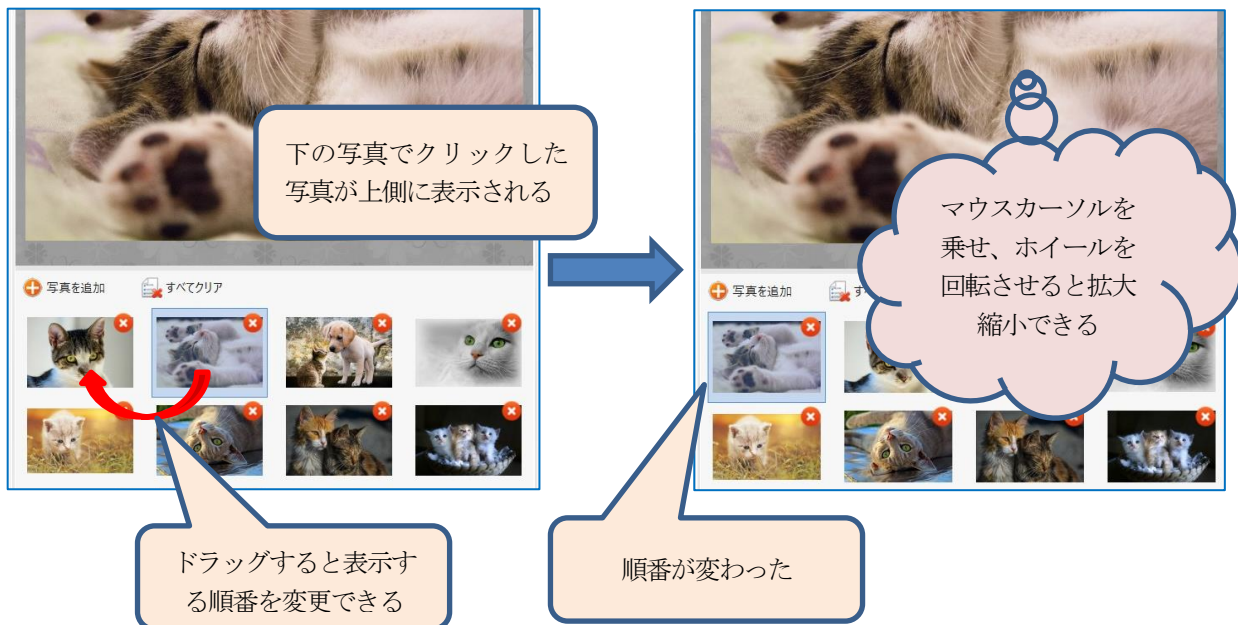 下の写真でクリックした
写真が上側に表示される
写真を追加
すべてクリア
ドラッグすると表示す
る順番を変更できる
マウスカーソルを
乗せ、ホイールを
回転させると拡大
縮小できる
写真を追加
す
順番が変わった